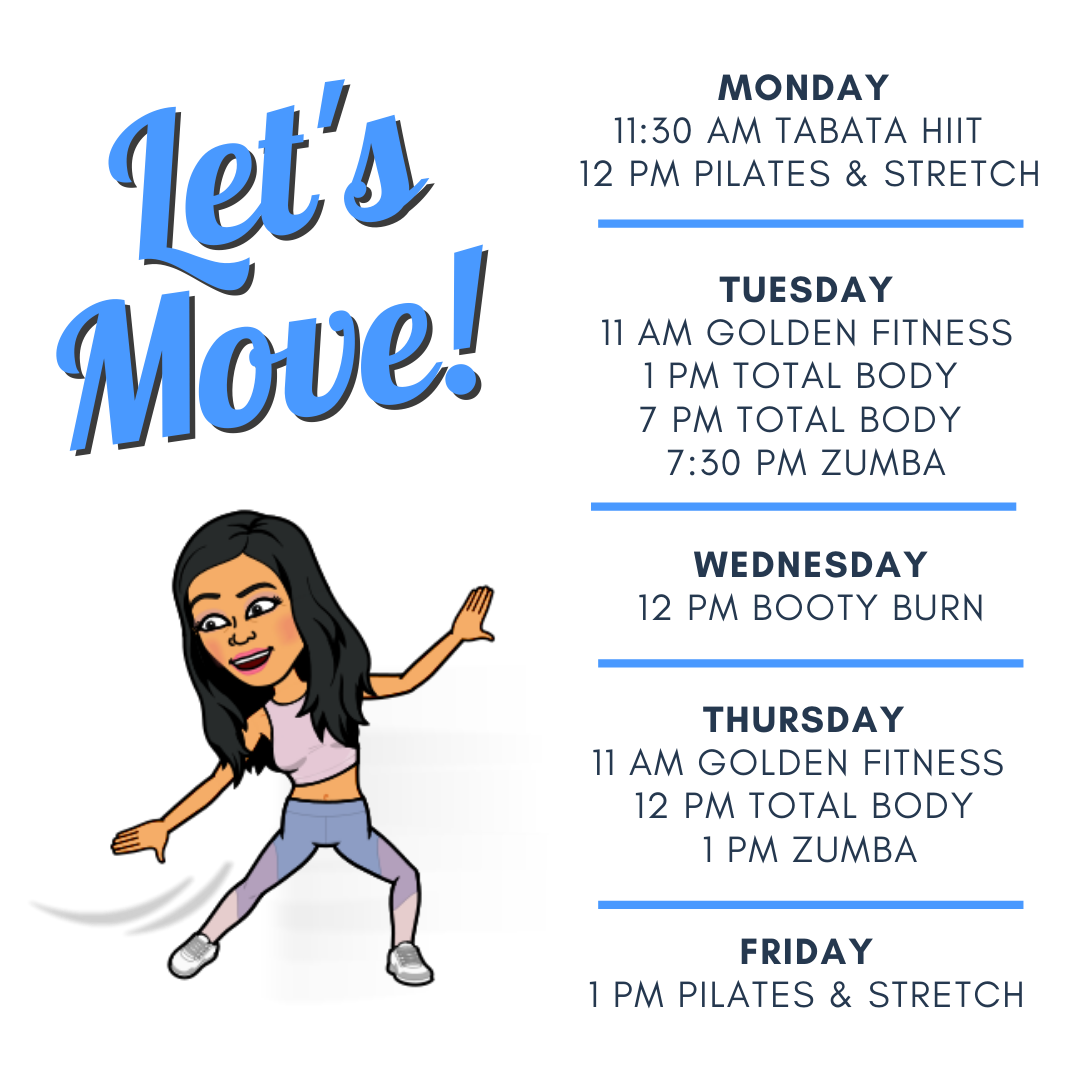 Let's
Move!
MONDAY
11:30 AM TABATA HIIT
12 PM PILATES & STRETCH
TUESDAY
11 AM GOLDEN FITNESS
1 PM TOTAL BODY
7 PM TOTAL BODY
7:30 PM ZUMBA
WEDNESDAY
12 PM BOOTY BURN
THURSDAY
11 AM GOLDEN FITNESS
12 PM TOTAL BODY
1 PM ZUMBA
FRIDAY
1 PM PILATES & STRETCH